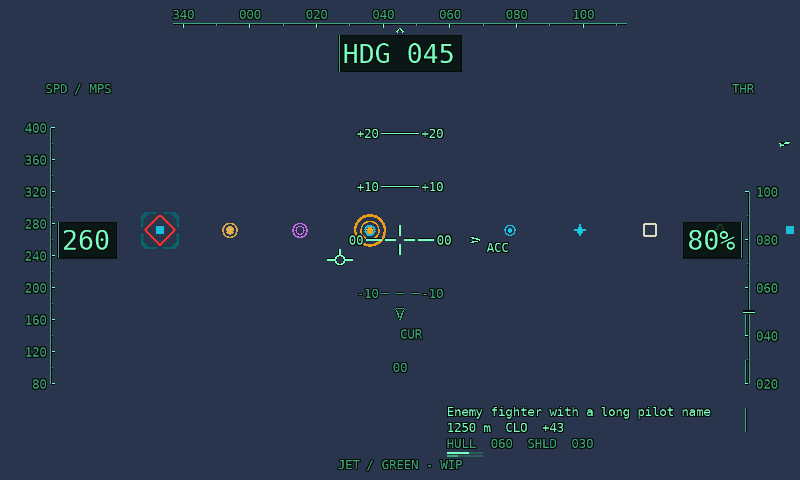 340 000 020 040 060 080 100
HDG 045
SPD / MPS
THR
400
+20 +20
360
320
+10 +10
100
280
260
00 00
80%
080
ACC
240
200
060
-10 -10
160
CUR
040
120
00
80
020
Enemy fighter with a long pilot name
1250 m CLO +43
HULL 060 SHLD 030
JET / GREEN - WIP